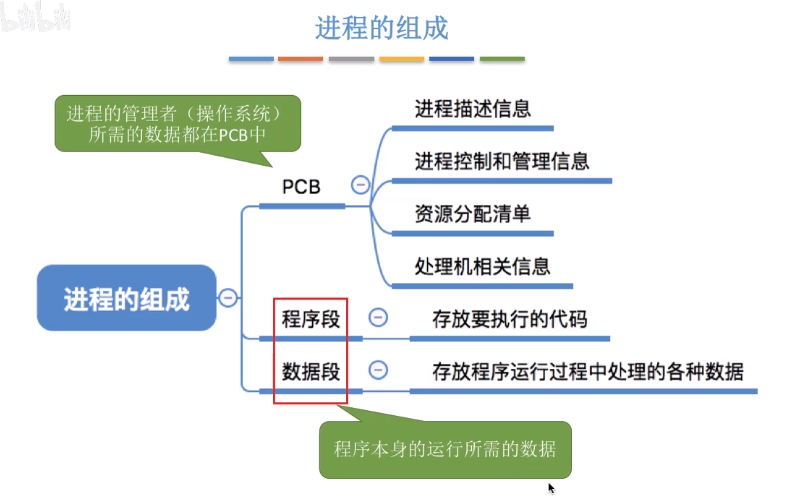 bilibili
进程的组成
进程的管理者（操作系统）
所需的数据都在PCB中
进程描述信息
进程控制和管理信息
PCB
资源分配清单
处理机相关信息
进程的组成
程序段
存放要执行的代码
数据段
存放程序运行过程中处理的各种数据
程序本身的运行所需的数据